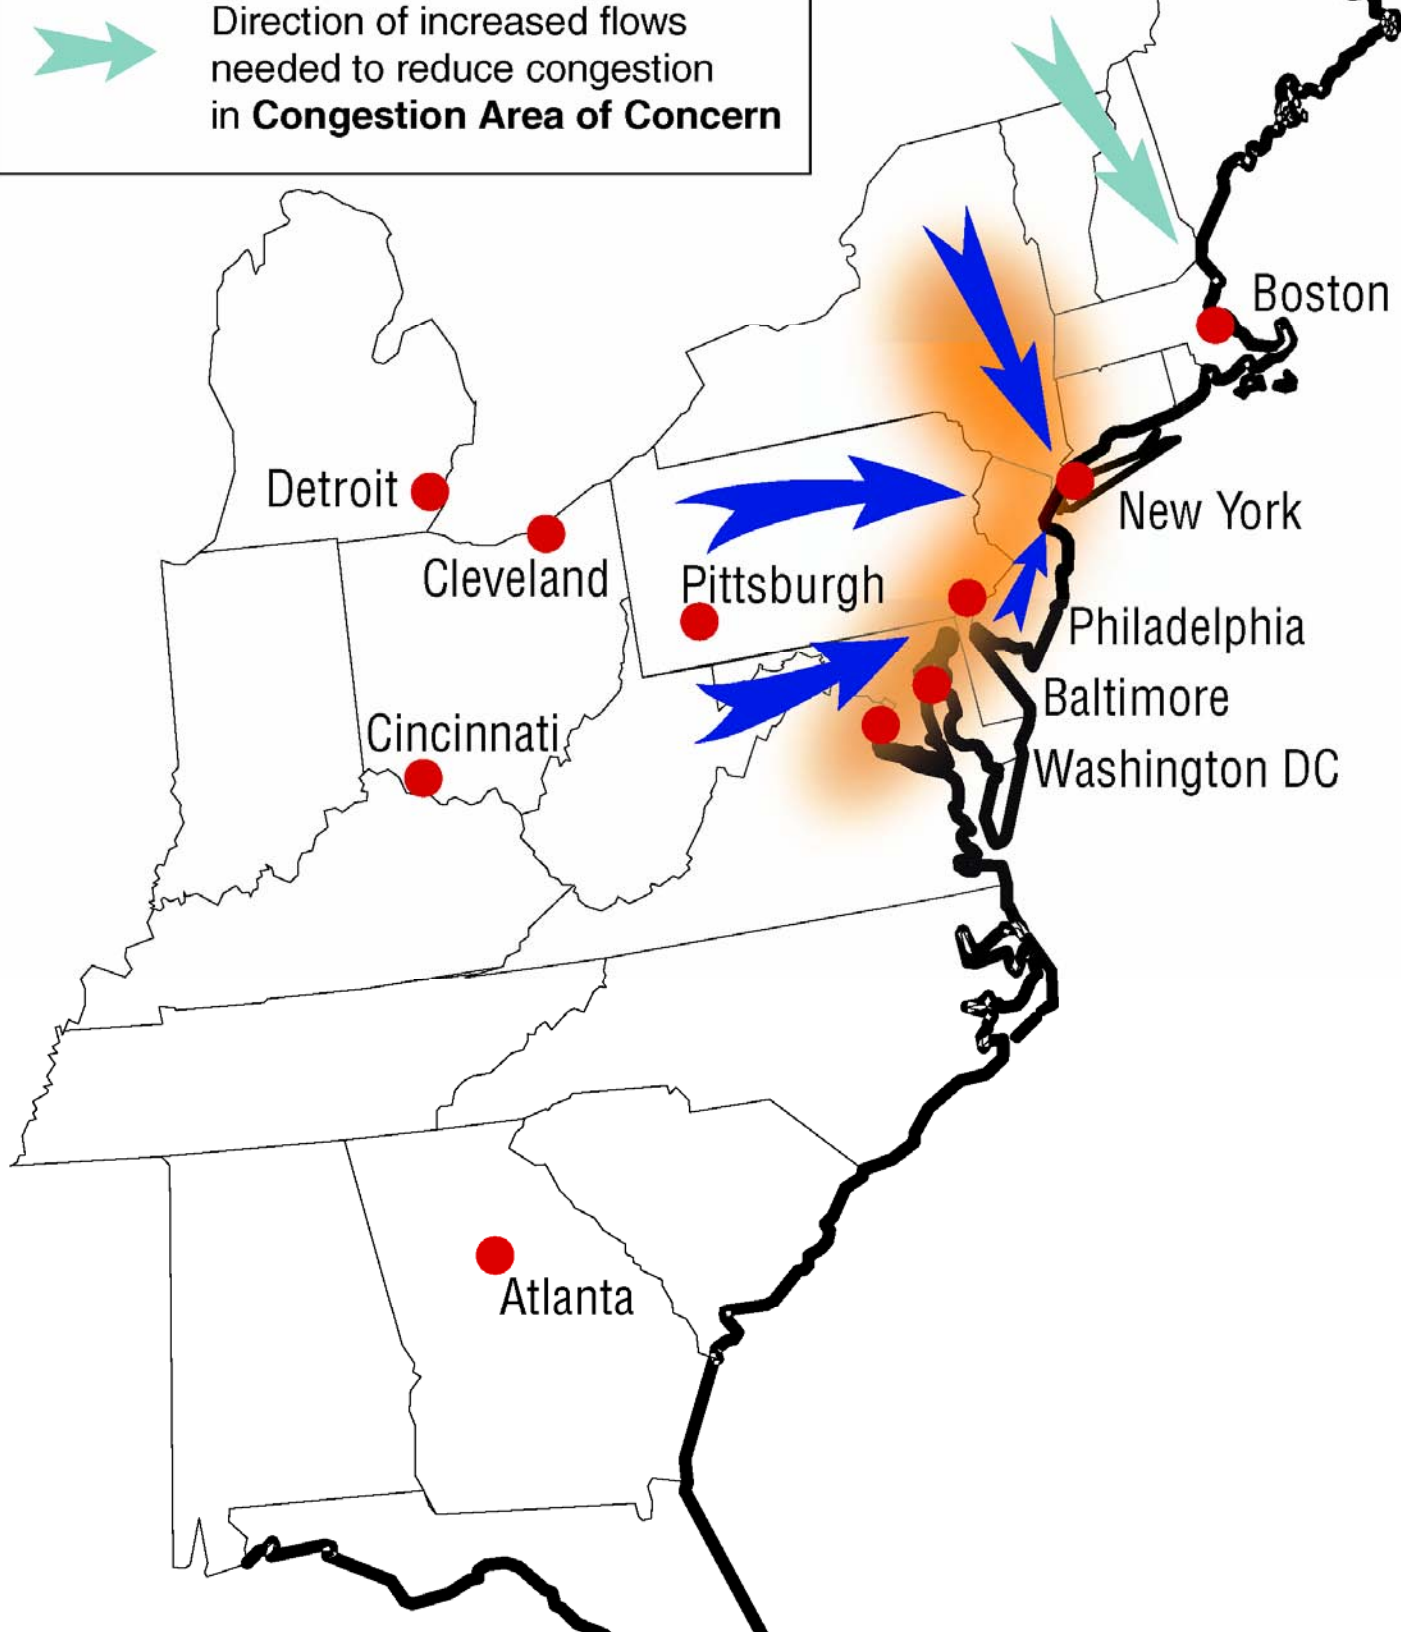 Direction of increased flows
needed to reduce congestion
in Congestion Area of Concern
Boston
Detroit
New York
Cleveland
Pittsburgh
Philadelphia
Baltimore
Cincinnati
Washington DC
Atlanta